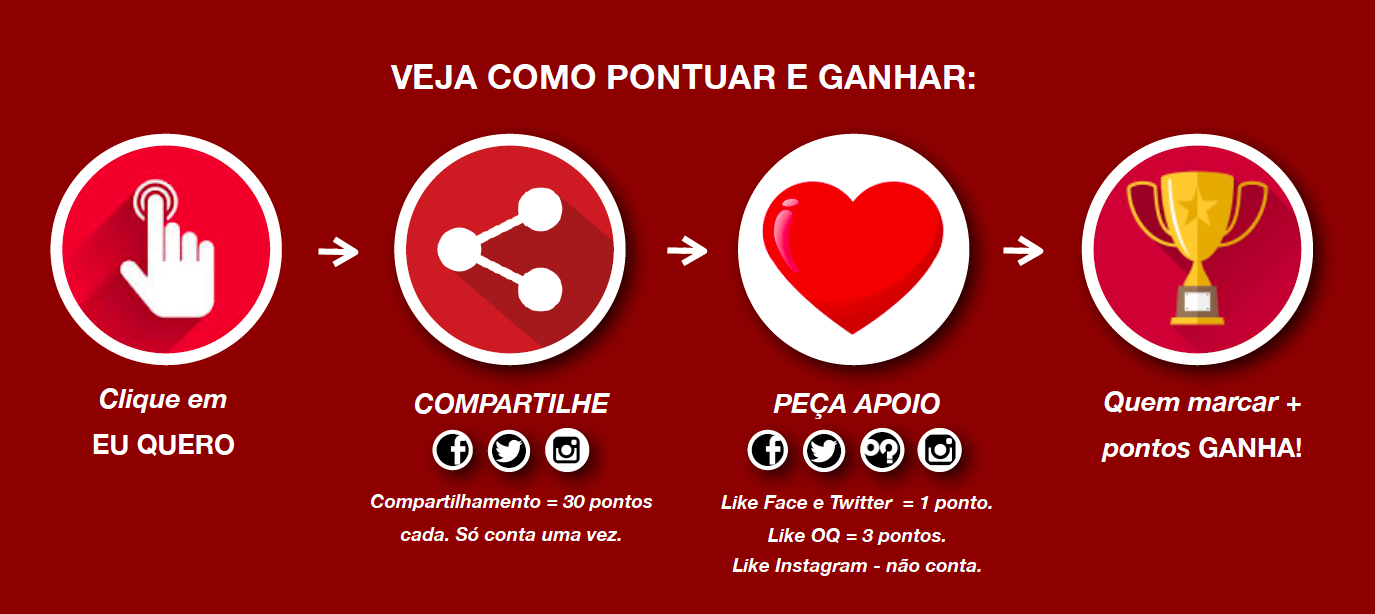 VEJA COMO PONTUAR E GANHAR:
Clique em
EU QUERO
COMPARTILHE
Compartilhamento = 30 pontos
cada. Só conta uma vez.
PEÇA APOIO
Like Face e Twitter = 1 ponto.
Like OQ = 3 pontos.
Like Instagram - não conta.
Quem marcar +
pontos GANHA!